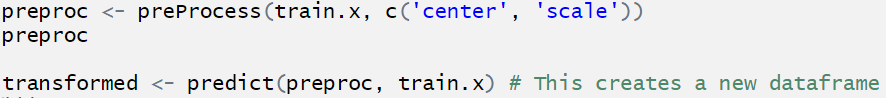 preproc <- preProcess(train.x, c('center', 'scale'))
preproc
transformed <- predict(preproc, train.x) # This creates a new dataframe